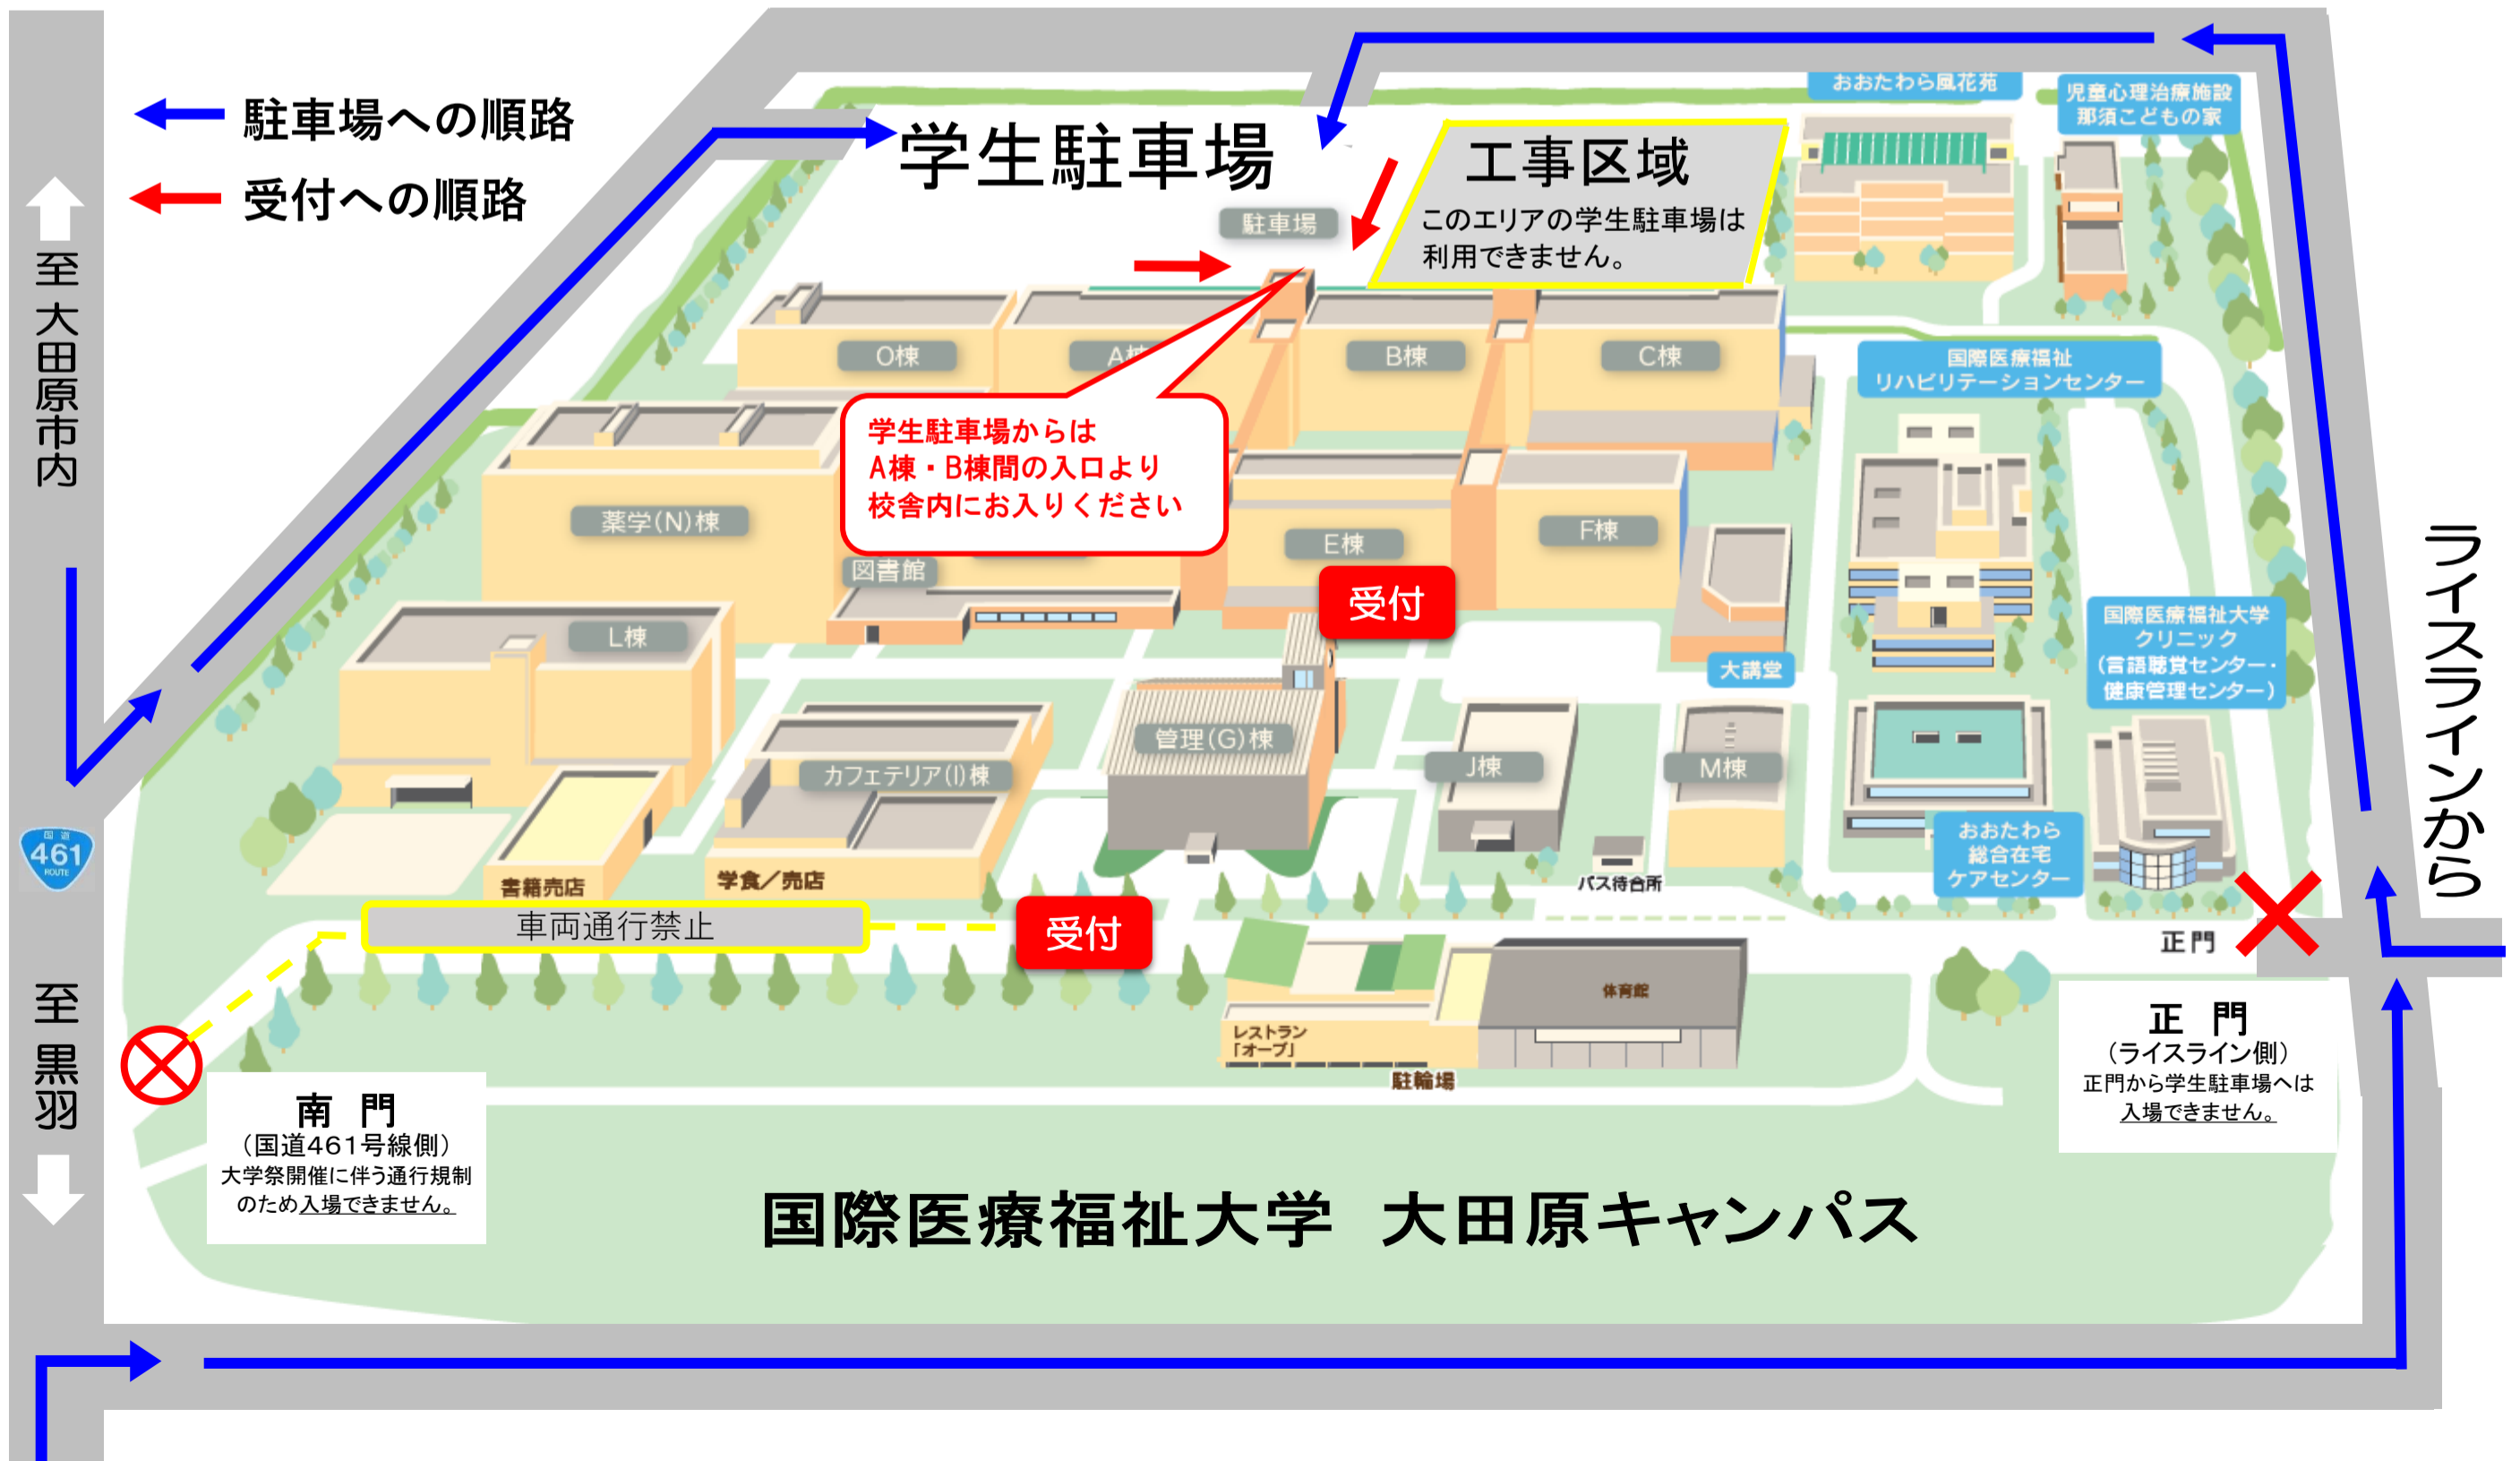 駐車場への順路
受付への順路
至 大田原市内
国道
461
ROUTE
至 黒羽
学生駐車場
工事区域
このエリアの学生駐車場は
利用できません。
駐車場
おおたわら風花苑
児童心理治療施設
那須こどもの家
O棟
B棟
C棟
国際医療福祉
リハビリテーションセンター
学生駐車場からは
A棟・B棟間の入口より
校舎内にお入りください
薬学(N)棟
図書館
E棟
F棟
受付
L棟
大講堂
国際医療福祉大学
クリニック
(言語聴覚センター・
健康管理センター)
ライスラインから
管理(G)棟
カフェテリア(I)棟
J棟
M棟
おおたわら
総合在宅
ケアセンター
バス待合所
書籍売店
学食／売店
車両通行禁止
受付
正門
体育館
レストラン
「オーブ」
駐輪場
南 門
(国道461号線側)
大学祭開催に伴う通行規制
のため入場できません。
正 門
(ライスライン側)
正門から学生駐車場へは
入場できません。
国際医療福祉大学 大田原キャンパス